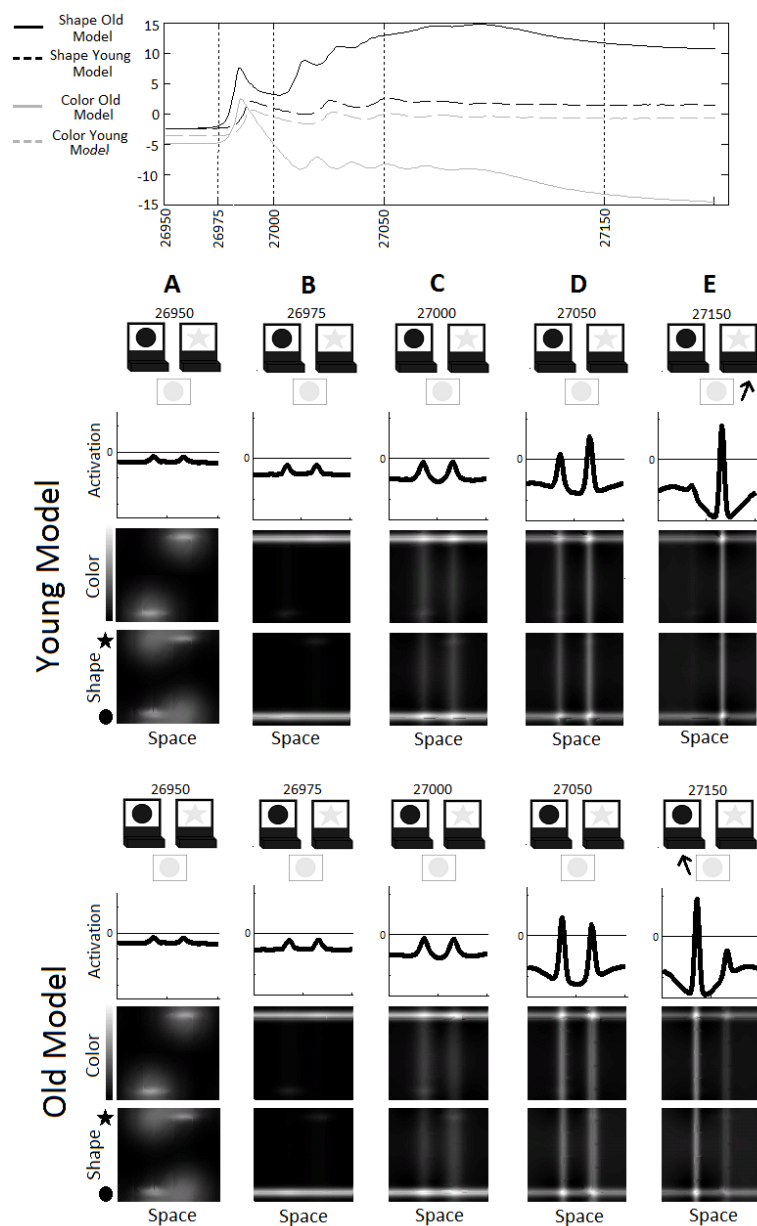 Shape Old
Model
Shape Young
Model
Color Old
Model
Color Young
Model
15
10
5
0
-5
-10
-15
26950
26975
27000
27050
27150
A B C D E
26950 26975 27000 27050 27150
Young Model
Activation
0 0 0 0 0
Color
Shape
Space Space Space Space Space
26950 26975 27000 27050 27150
Old Model
Activation
0 0 0 0 0
Color
Shape
Space Space Space Space Space